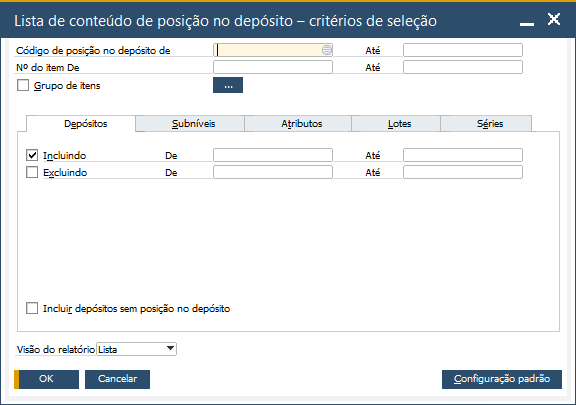 Lista de conteúdo de posição no depósito – critérios de seleção
Código de posição no depósito de Até
Nº do item De Até
Grupo de itens ...
Depósitos Subníveis Atributos Lotes Séries
Incluindo De Até
Excluindo De Até
Incluir depósitos sem posição no depósito
Visão do relatório Lista
OK Cancelar Configuração padrão